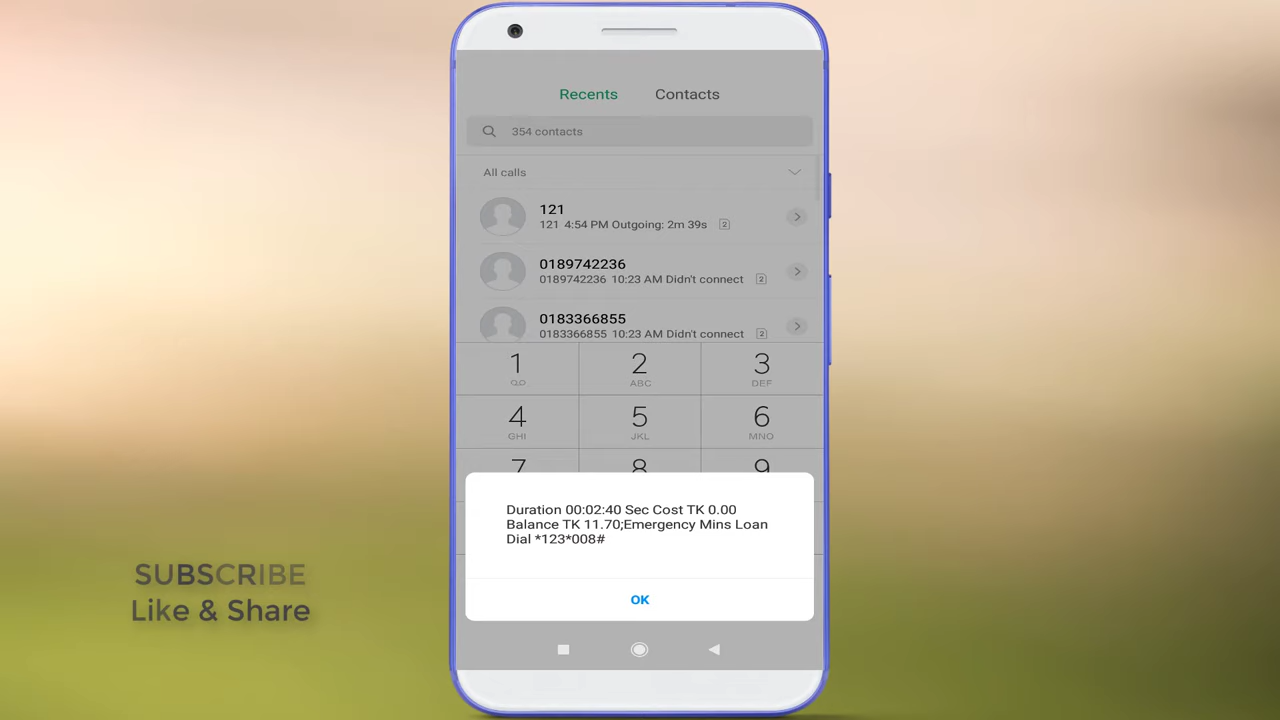 Recents Contacts
354 contacts
All calls
121
121 4:54 PM Outgoing: 2m 39s 2
0189742236
0189742236 10:23 AM Didn't connect 2
0183366855
0183366855 10:23 AM Didn't connect 2
1 2 3
ABC DEF
4 5 6
GHI JKL MNO
7 8 9
Duration 00:02:40 Sec Cost TK 0.00
Balance TK 11.70;Emergency Mins Loan
Dial *123*008#
OK
SUBSCRIBE
Like & Share